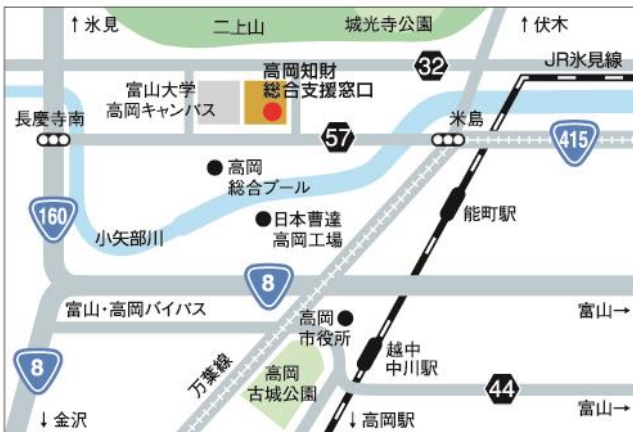 ↑氷見
二上山
城光寺公園
↑伏木
JR氷見線
32
富山大学
高岡キャンパス
高岡知財
総合支援窓口
長慶寺南
57
米島
415
高岡
総合プール
160
小矢部川
日本曹達
高岡工場
能町駅
8
富山・高岡バイパス
富山→
高岡
市役所
8
万葉線
越中
中川駅
高岡
古城公園
44
↓金沢
↓高岡駅
富山→